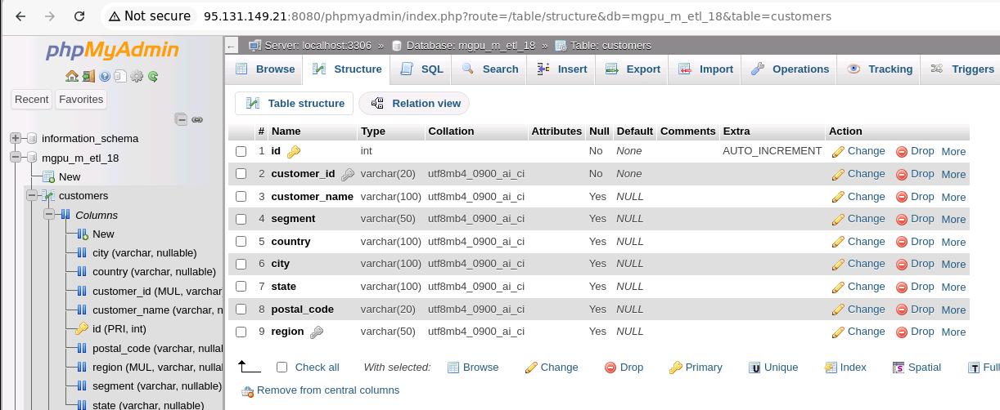 Not secure 95.131.149.21:8080/phpmyadmin/index.php?route=/table/structure&db=mgpu_m_etl_18&table=customers
phpMyAdmin
Recent Favorites
information_schema
mgpu_m_etl_18
New
customers
Columns
New
city (varchar, nullable)
country (varchar, nullable)
customer_id (MUL, varchar
customer_name (varchar, n
id (PRI, int)
postal_code (varchar, nullal
region (MUL, varchar, nulla
segment (varchar, nullable)
state (varchar, nullable)
Server: localhost:3306 » Database: mgpu_m_etl_18 » Table: customers
Browse Structure SQL Search Insert Export Import Operations Tracking Triggers
Table structure Relation view
# Name Type Collation Attributes Null Default Comments Extra Action
1 id int No None AUTO_INCREMENT Change Drop More
2 customer_id varchar(20) utf8mb4_0900_ai_ci No None Change Drop More
3 customer_name varchar(100) utf8mb4_0900_ai_ci Yes NULL Change Drop More
4 segment varchar(50) utf8mb4_0900_ai_ci Yes NULL Change Drop More
5 country varchar(100) utf8mb4_0900_ai_ci Yes NULL Change Drop More
6 city varchar(100) utf8mb4_0900_ai_ci Yes NULL Change Drop More
7 state varchar(100) utf8mb4_0900_ai_ci Yes NULL Change Drop More
8 postal_code varchar(20) utf8mb4_0900_ai_ci Yes NULL Change Drop More
9 region varchar(50) utf8mb4_0900_ai_ci Yes NULL Change Drop More
Check all With selected: Browse Change Drop Primary Unique Index Spatial Full
Remove from central columns